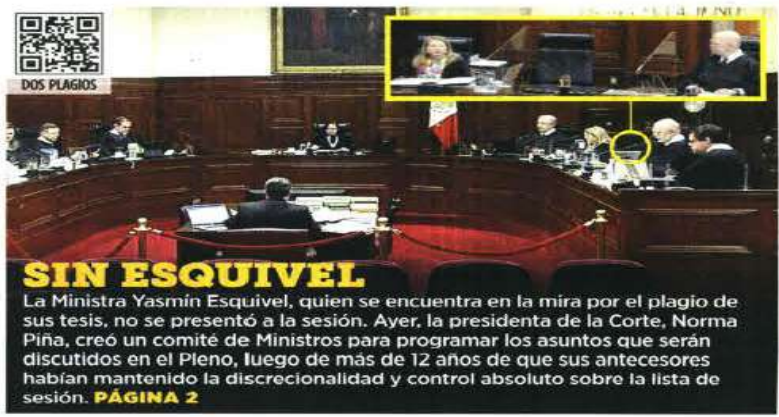 DOS PLAGIOS
SIN ESQUIVEL
La Ministra Yasmín Esquivel, quien se encuentra en la mira por el plagio de
sus tesis, no se presentó a la sesión. Ayer, la presidenta de la Corte, Norma
Piña, creó un comité de Ministros para programar los asuntos que serán
discutidos en el Pleno, luego de más de 12 años de que sus antecesores
habían mantenido la discrecionalidad y control absoluto sobre la lista de
sesión. PÁGINA 2